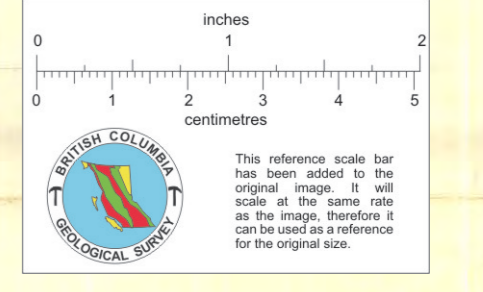 inches
0 1 2
0 1 2 3 4 5
centimetres
BRITISH COLUMBIA
GEOLOGICAL SURVEY
This reference scale bar
has been added to the
original image. It will
scale at the same rate
as the image, therefore it
can be used as a reference
for the original size.